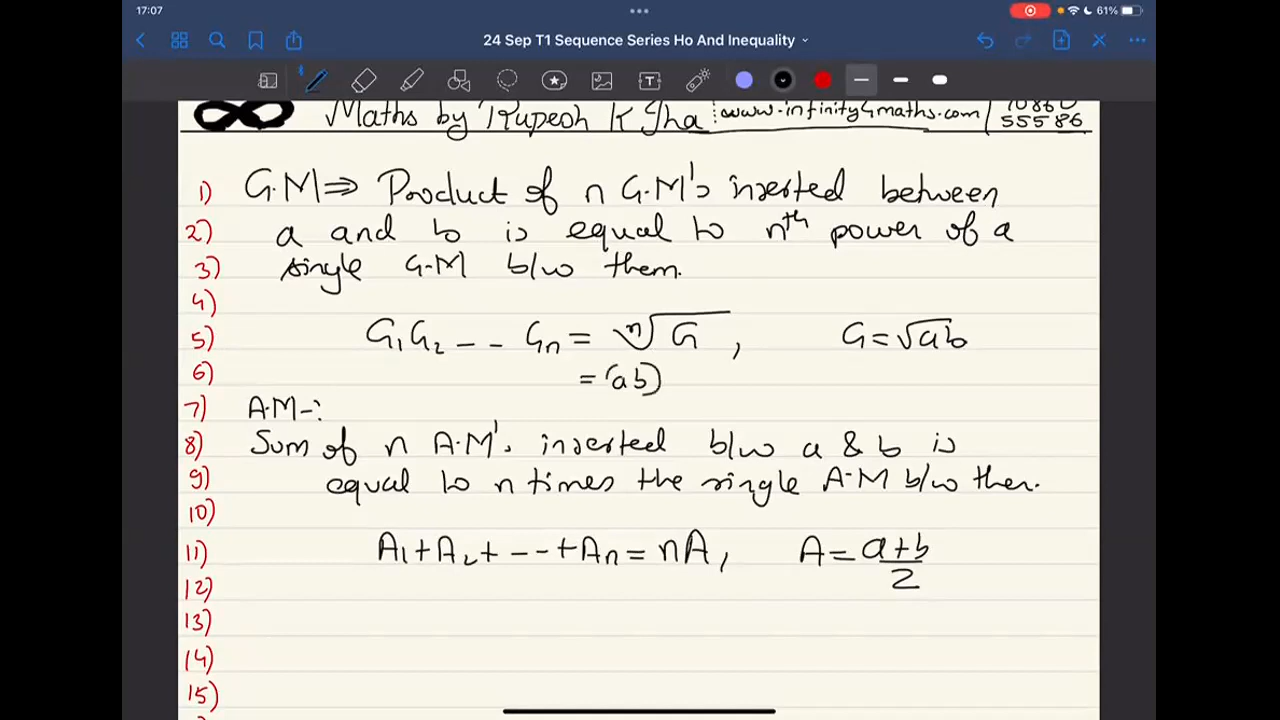 17:07
61%
24 Sep T1 Sequence Series Ho And Inequality
Maths by Rupesh K Jha www.infinity4maths.com
55586
1) G.M ⇒ Product of n G.M's inserted between
2) a and b is equal to nth power of a
3) single G.M b/w them.
4)
5) G₁G₂ -- Gn = ⁿ√G , G = √ab
6) = (ab)
7) A.M-:
8) Sum of n A.M's inserted b/w a & b is
9) equal to n times the single A.M b/w them.
10)
11) A₁+A₂+---+An = nA, A = a+b/2
12)
13)
14)
15)